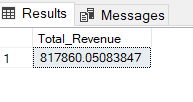 Results Messages
Total_Revenue
1 817860.05083847